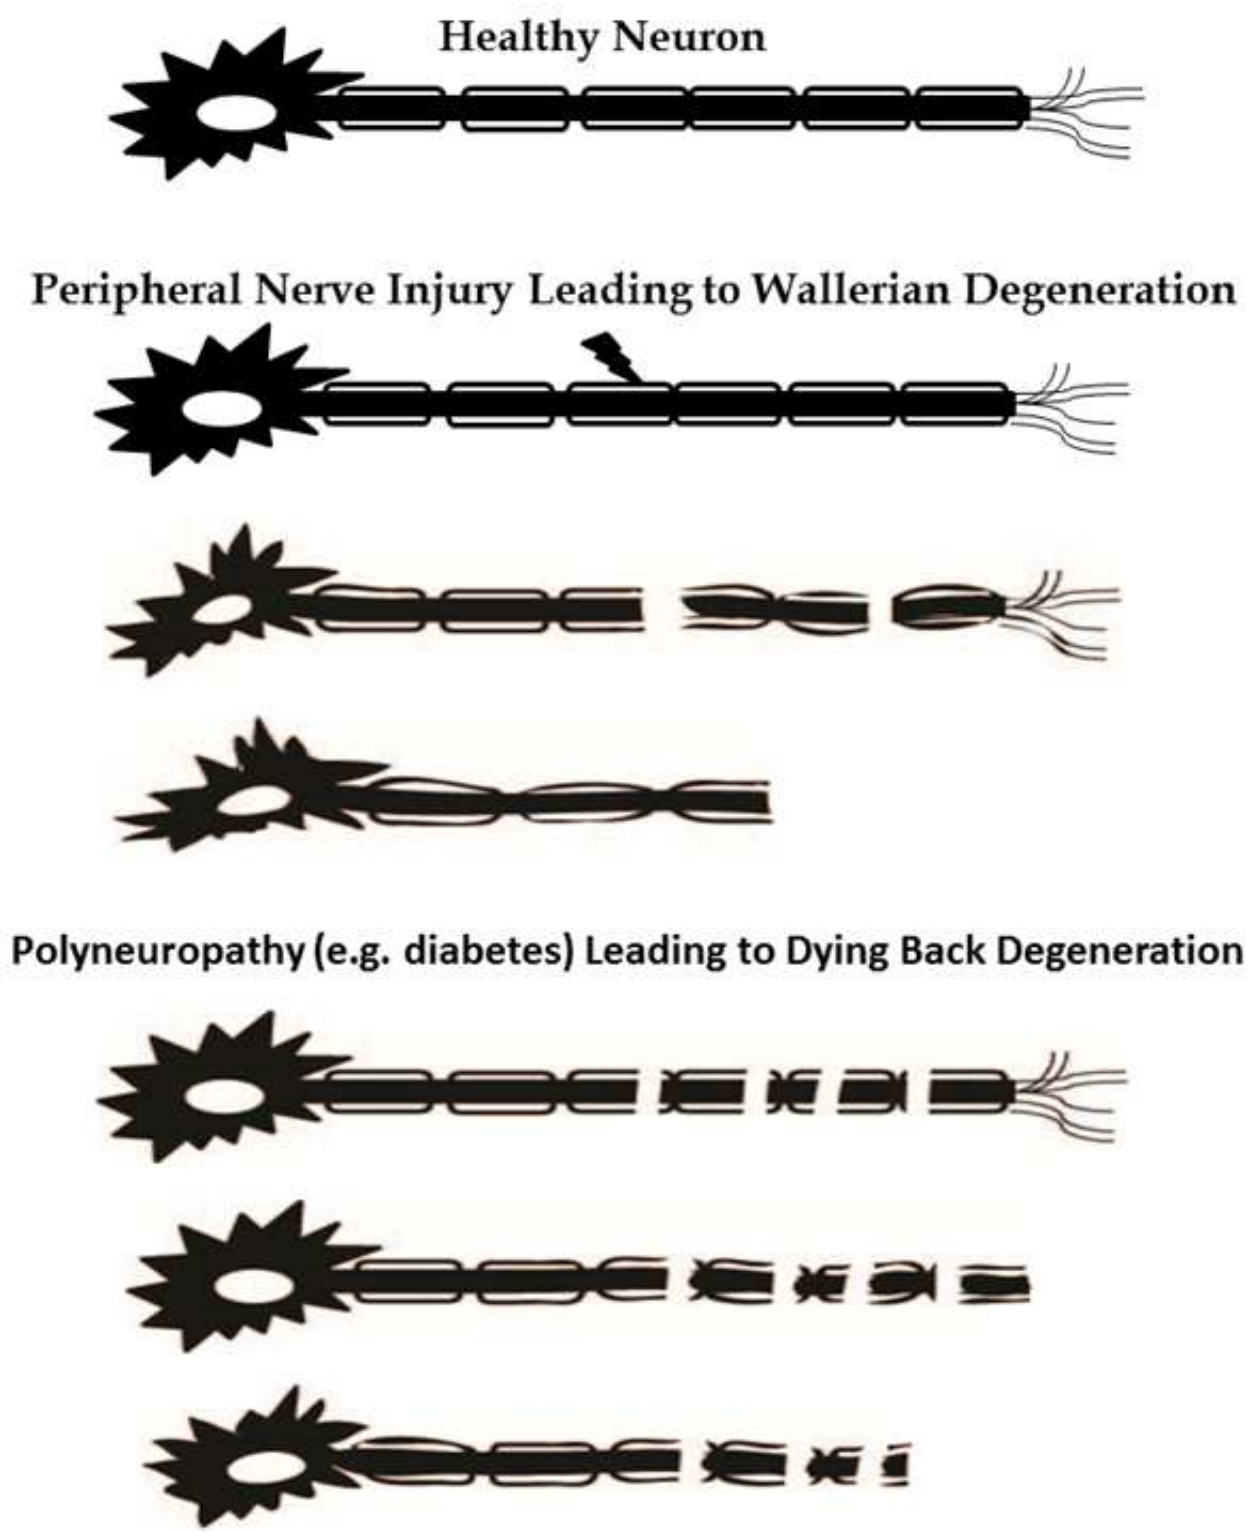 Healthy Neuron
Peripheral Nerve Injury Leading to Wallerian Degeneration
Polyneuropathy (e.g. diabetes) Leading to Dying Back Degeneration